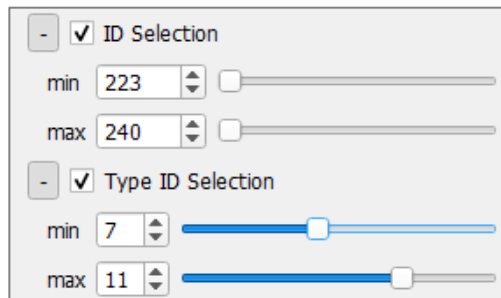 - ID Selection
min 223
max 240
- Type ID Selection
min 7
max 11